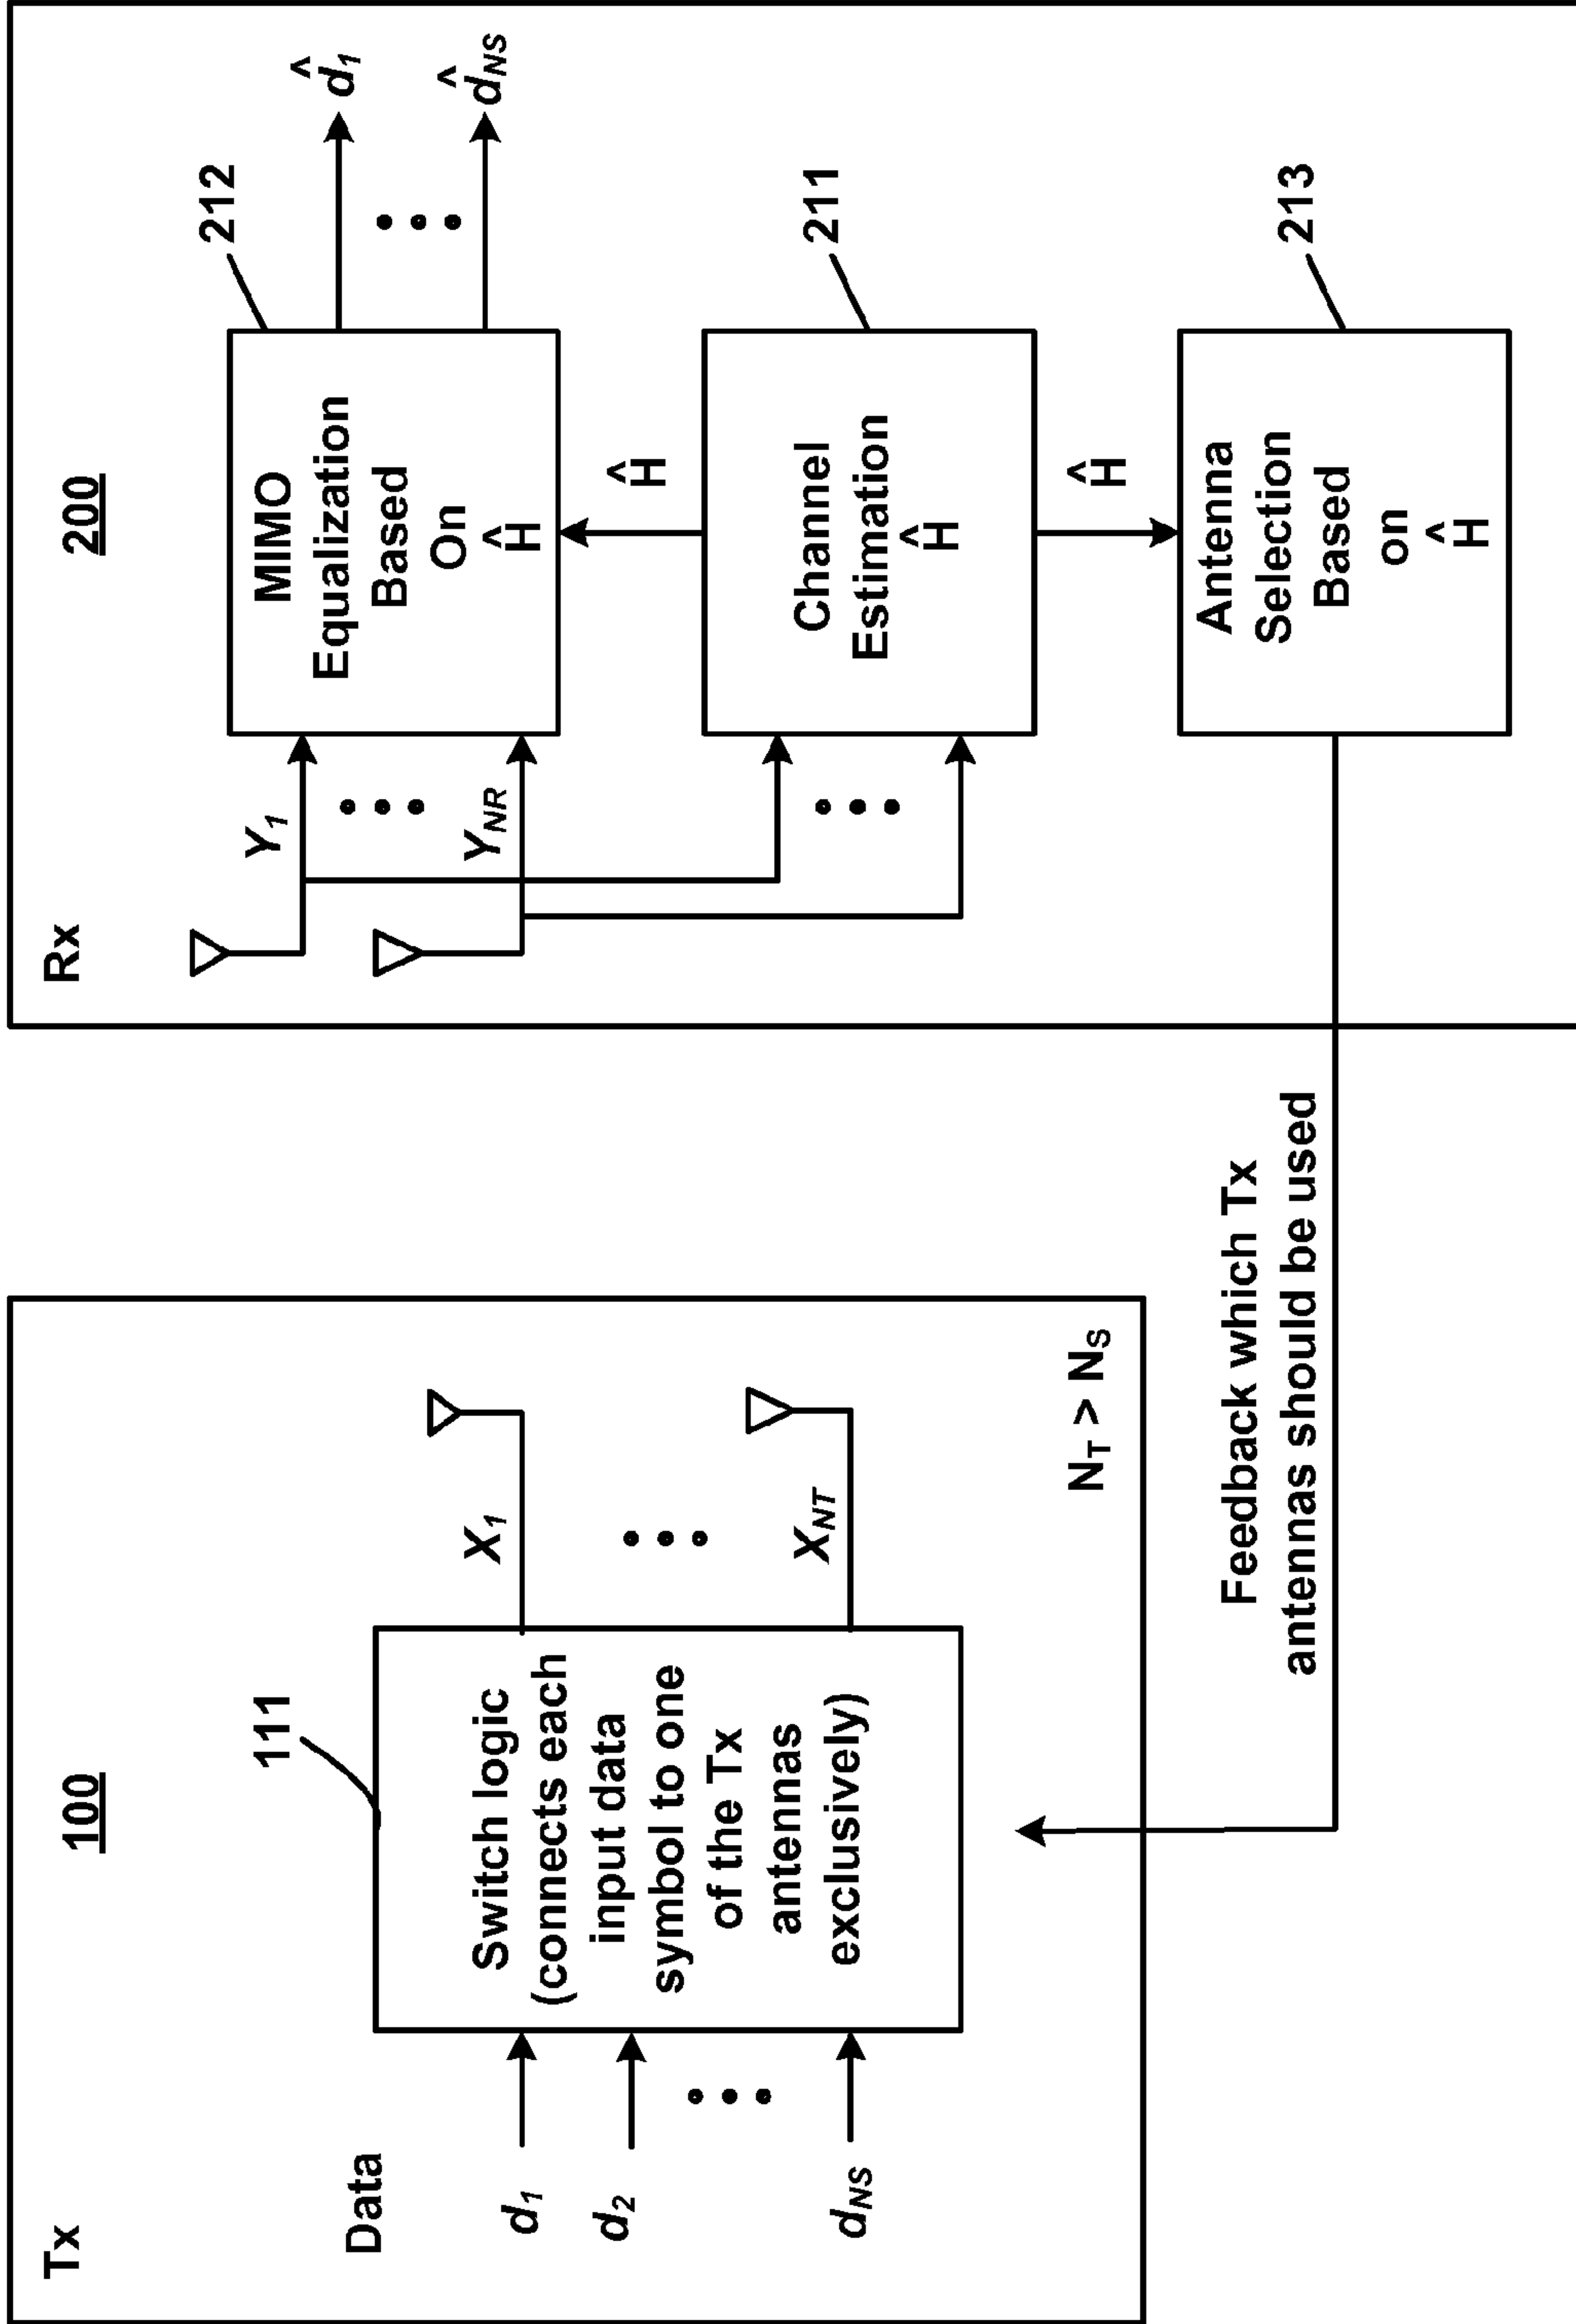 Tx
100
111
Data
d1
d2
dNS
Switch logic
(connects each
input data
symbol to one
of the Tx
antennas
exclusively)
X1
XNT
NT > NS
Feedback which Tx
antennas should be used
Rx
200
Y1
YNR
MIMO
Equalization
Based
On
Ĥ
212
d̂1
d̂NS
Ĥ
Channel
Estimation
Ĥ
211
Ĥ
Antenna
Selection
Based
on
Ĥ
213